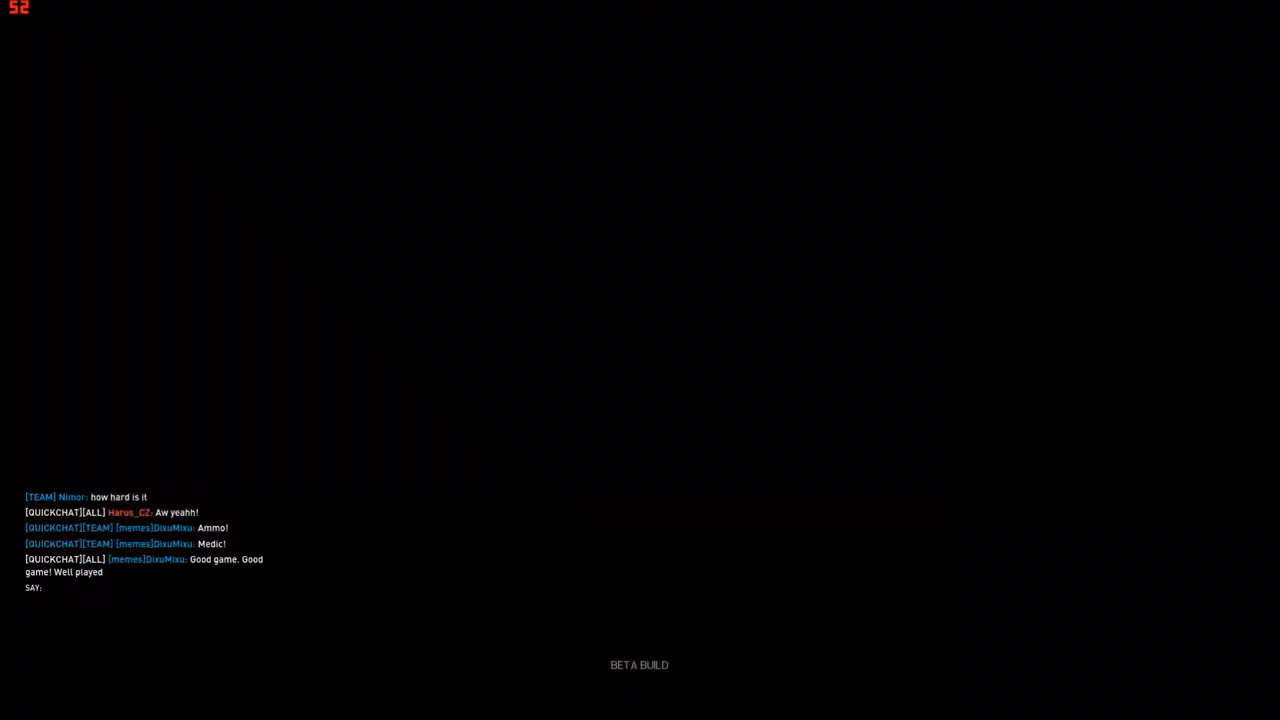 52
[TEAM] Nimor: how hard is it
[QUICKCHAT][ALL] Harus_CZ: Aw yeahh!
[QUICKCHAT][TEAM] [memes]DixuMixu: Ammo!
[QUICKCHAT][TEAM] [memes]DixuMixu: Medic!
[QUICKCHAT][ALL] [memes]DixuMixu: Good game. Good
game! Well played
SAY:
BETA BUILD